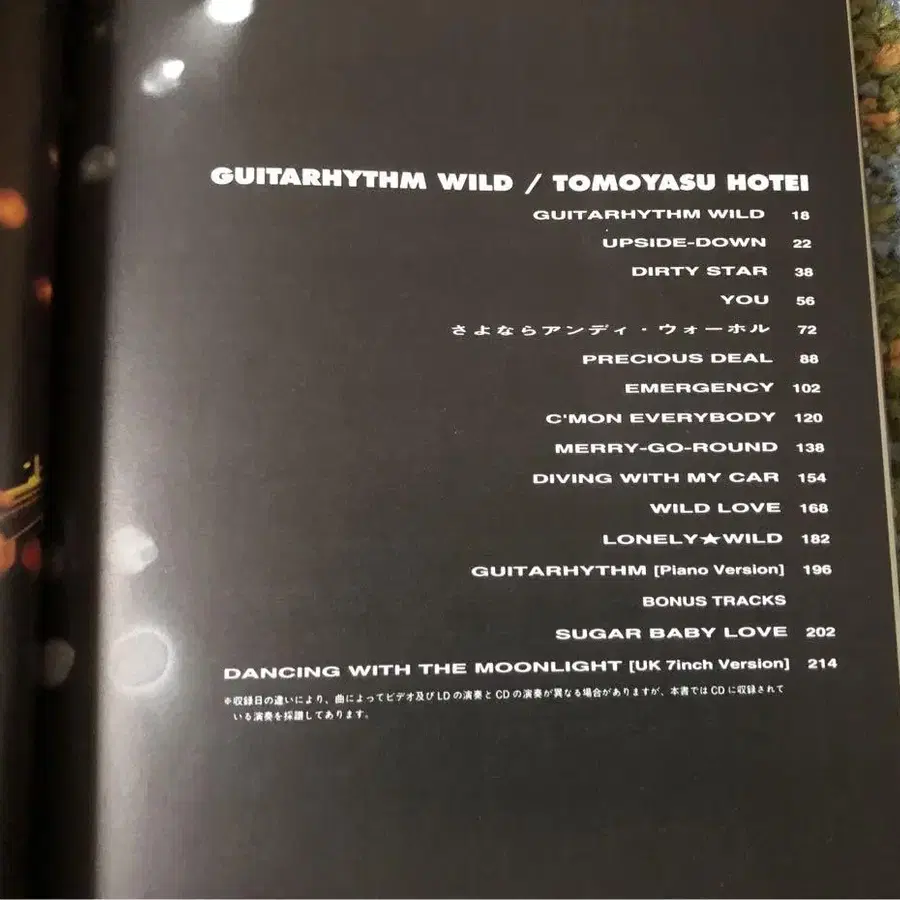 GUITARHYTHM WILD / TOMOYASU HOTEI
GUITARHYTHM WILD 18
UPSIDE-DOWN 22
DIRTY STAR 38
YOU 56
さよならアンディ・ウォーホル 72
PRECIOUS DEAL 88
EMERGENCY 102
C'MON EVERYBODY 120
MERRY-GO-ROUND 138
DIVING WITH MY CAR 154
WILD LOVE 168
LONELY★WILD 182
GUITARHYTHM [Piano Version] 196
BONUS TRACKS
SUGAR BABY LOVE 202
DANCING WITH THE MOONLIGHT [UK 7inch Version] 214
※収録日の違いにより、曲によってビデオ及びLDの演奏とCDの演奏が異なる場合がありますが、本書ではCDに収録されて
いる演奏を採譜してあります。